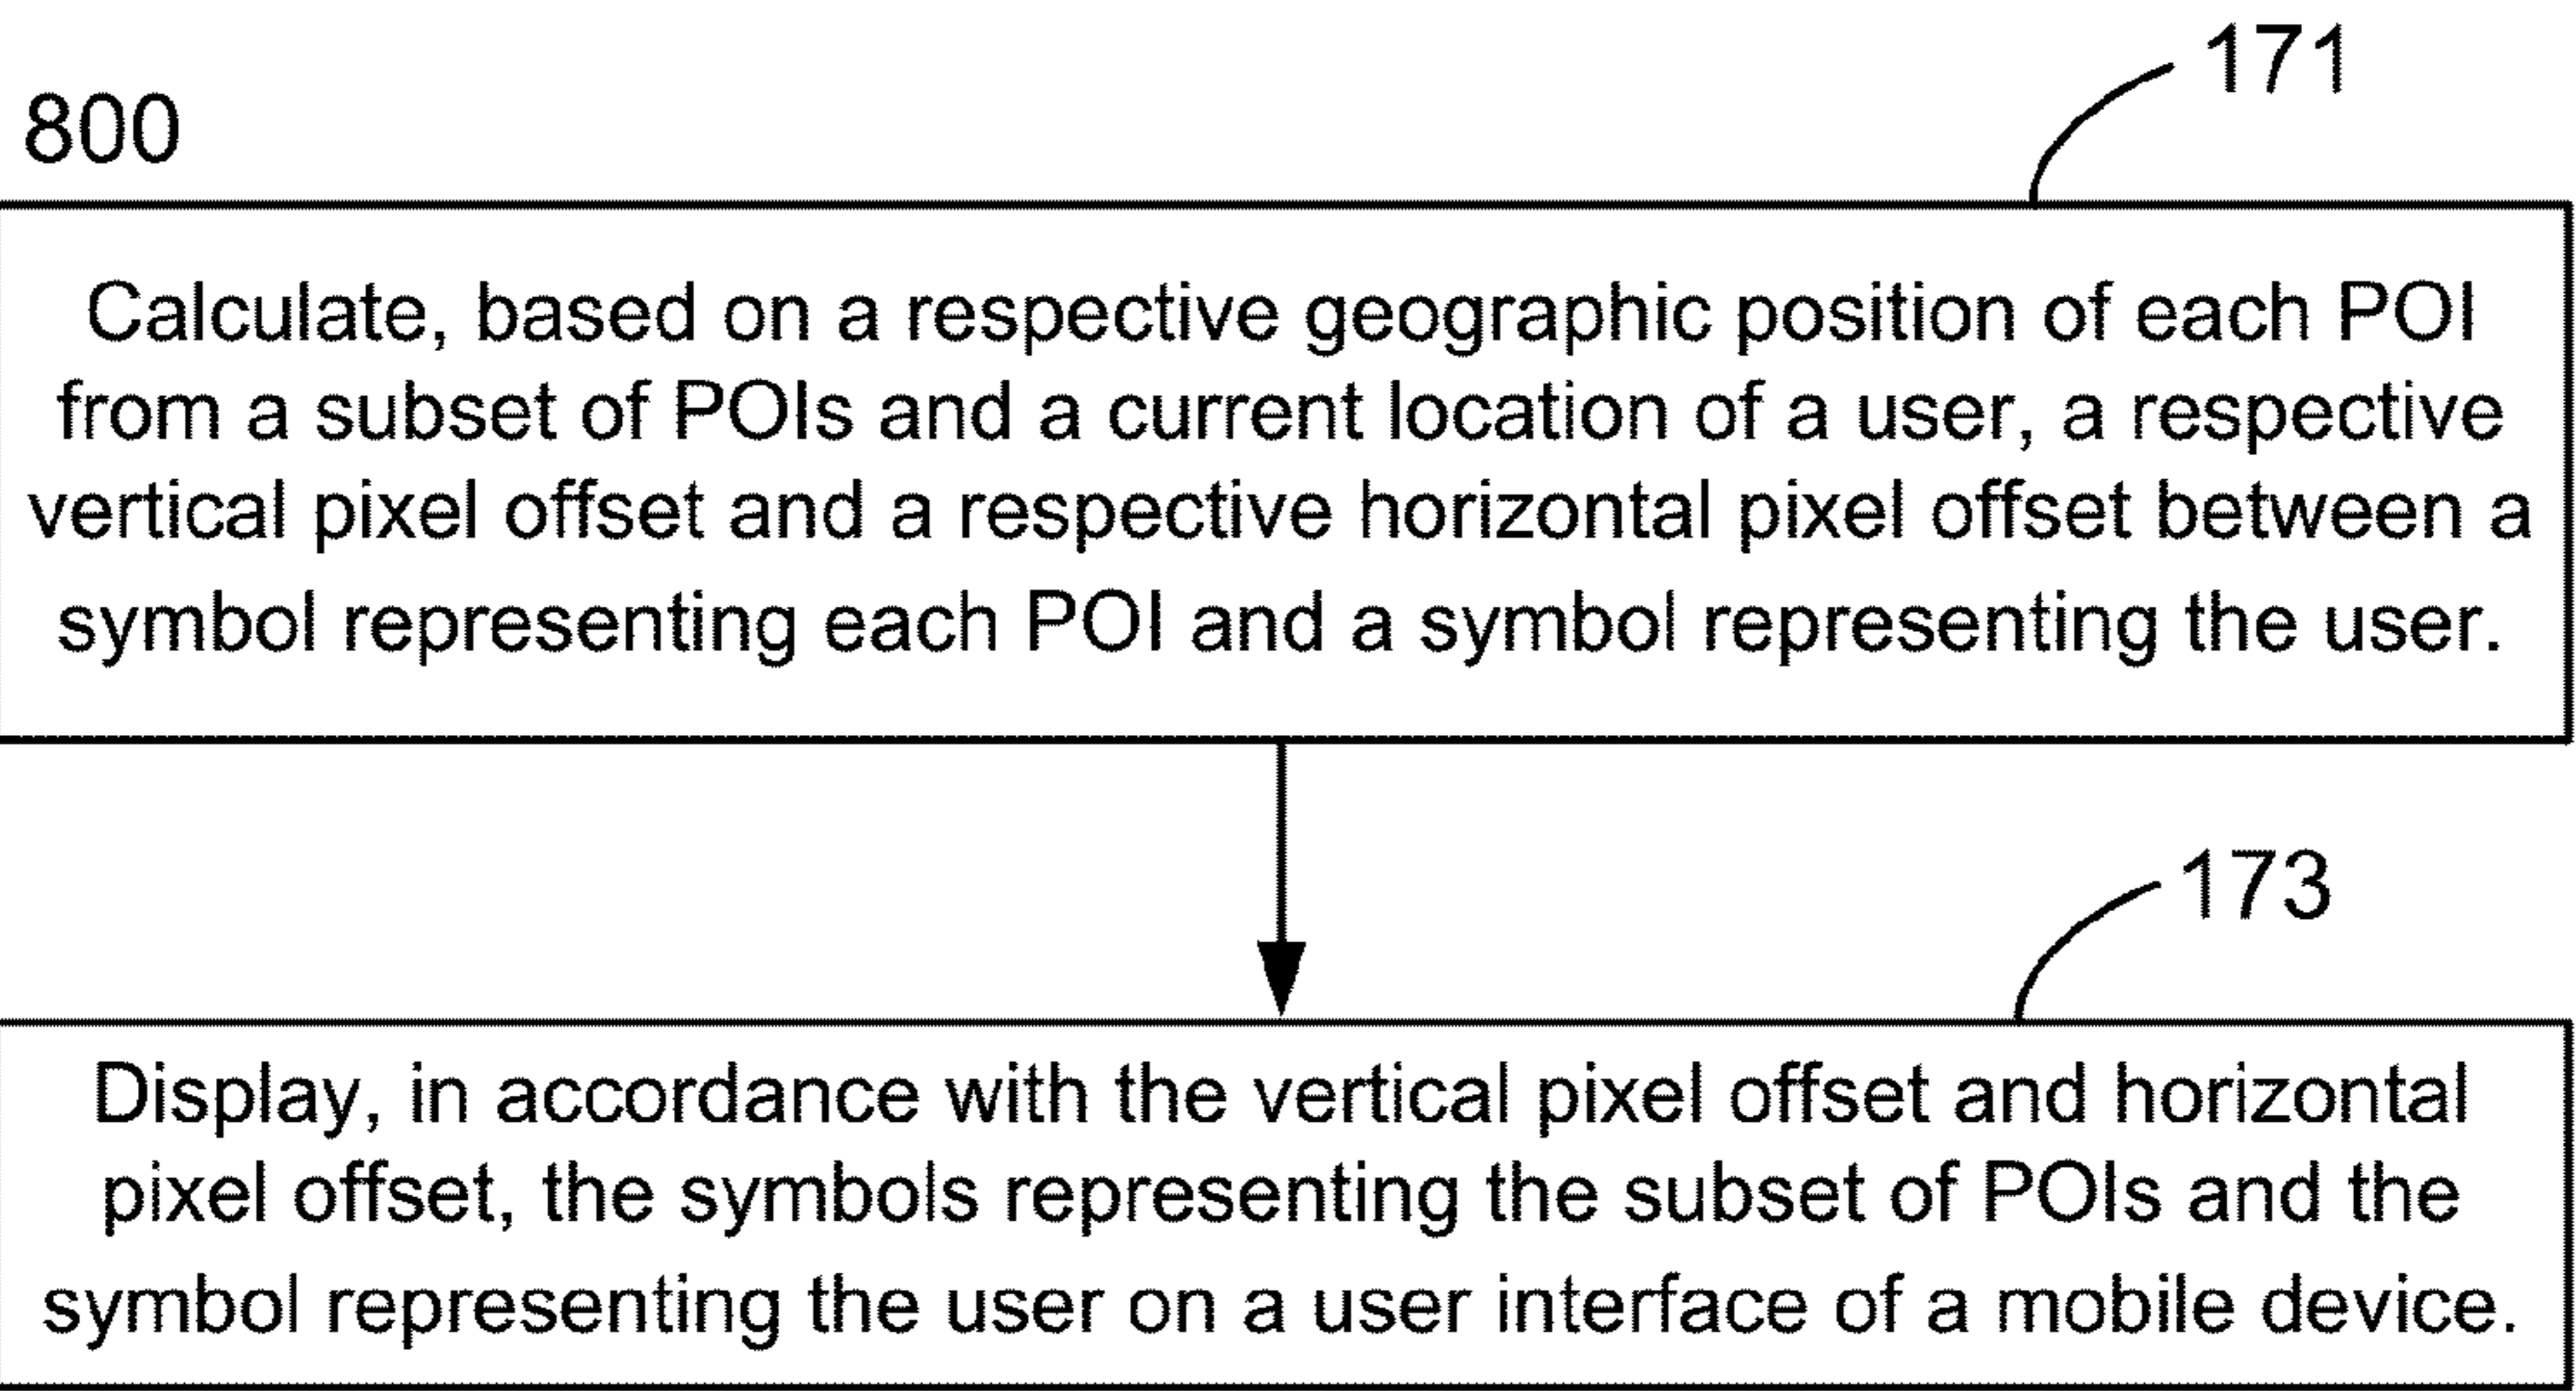 171
800
Calculate, based on a respective geographic position of each POI
from a subset of POIs and a current location of a user, a respective
vertical pixel offset and a respective horizontal pixel offset between a
symbol representing each POI and a symbol representing the user.
173
Display, in accordance with the vertical pixel offset and horizontal
pixel offset, the symbols representing the subset of POIs and the
symbol representing the user on a user interface of a mobile device.